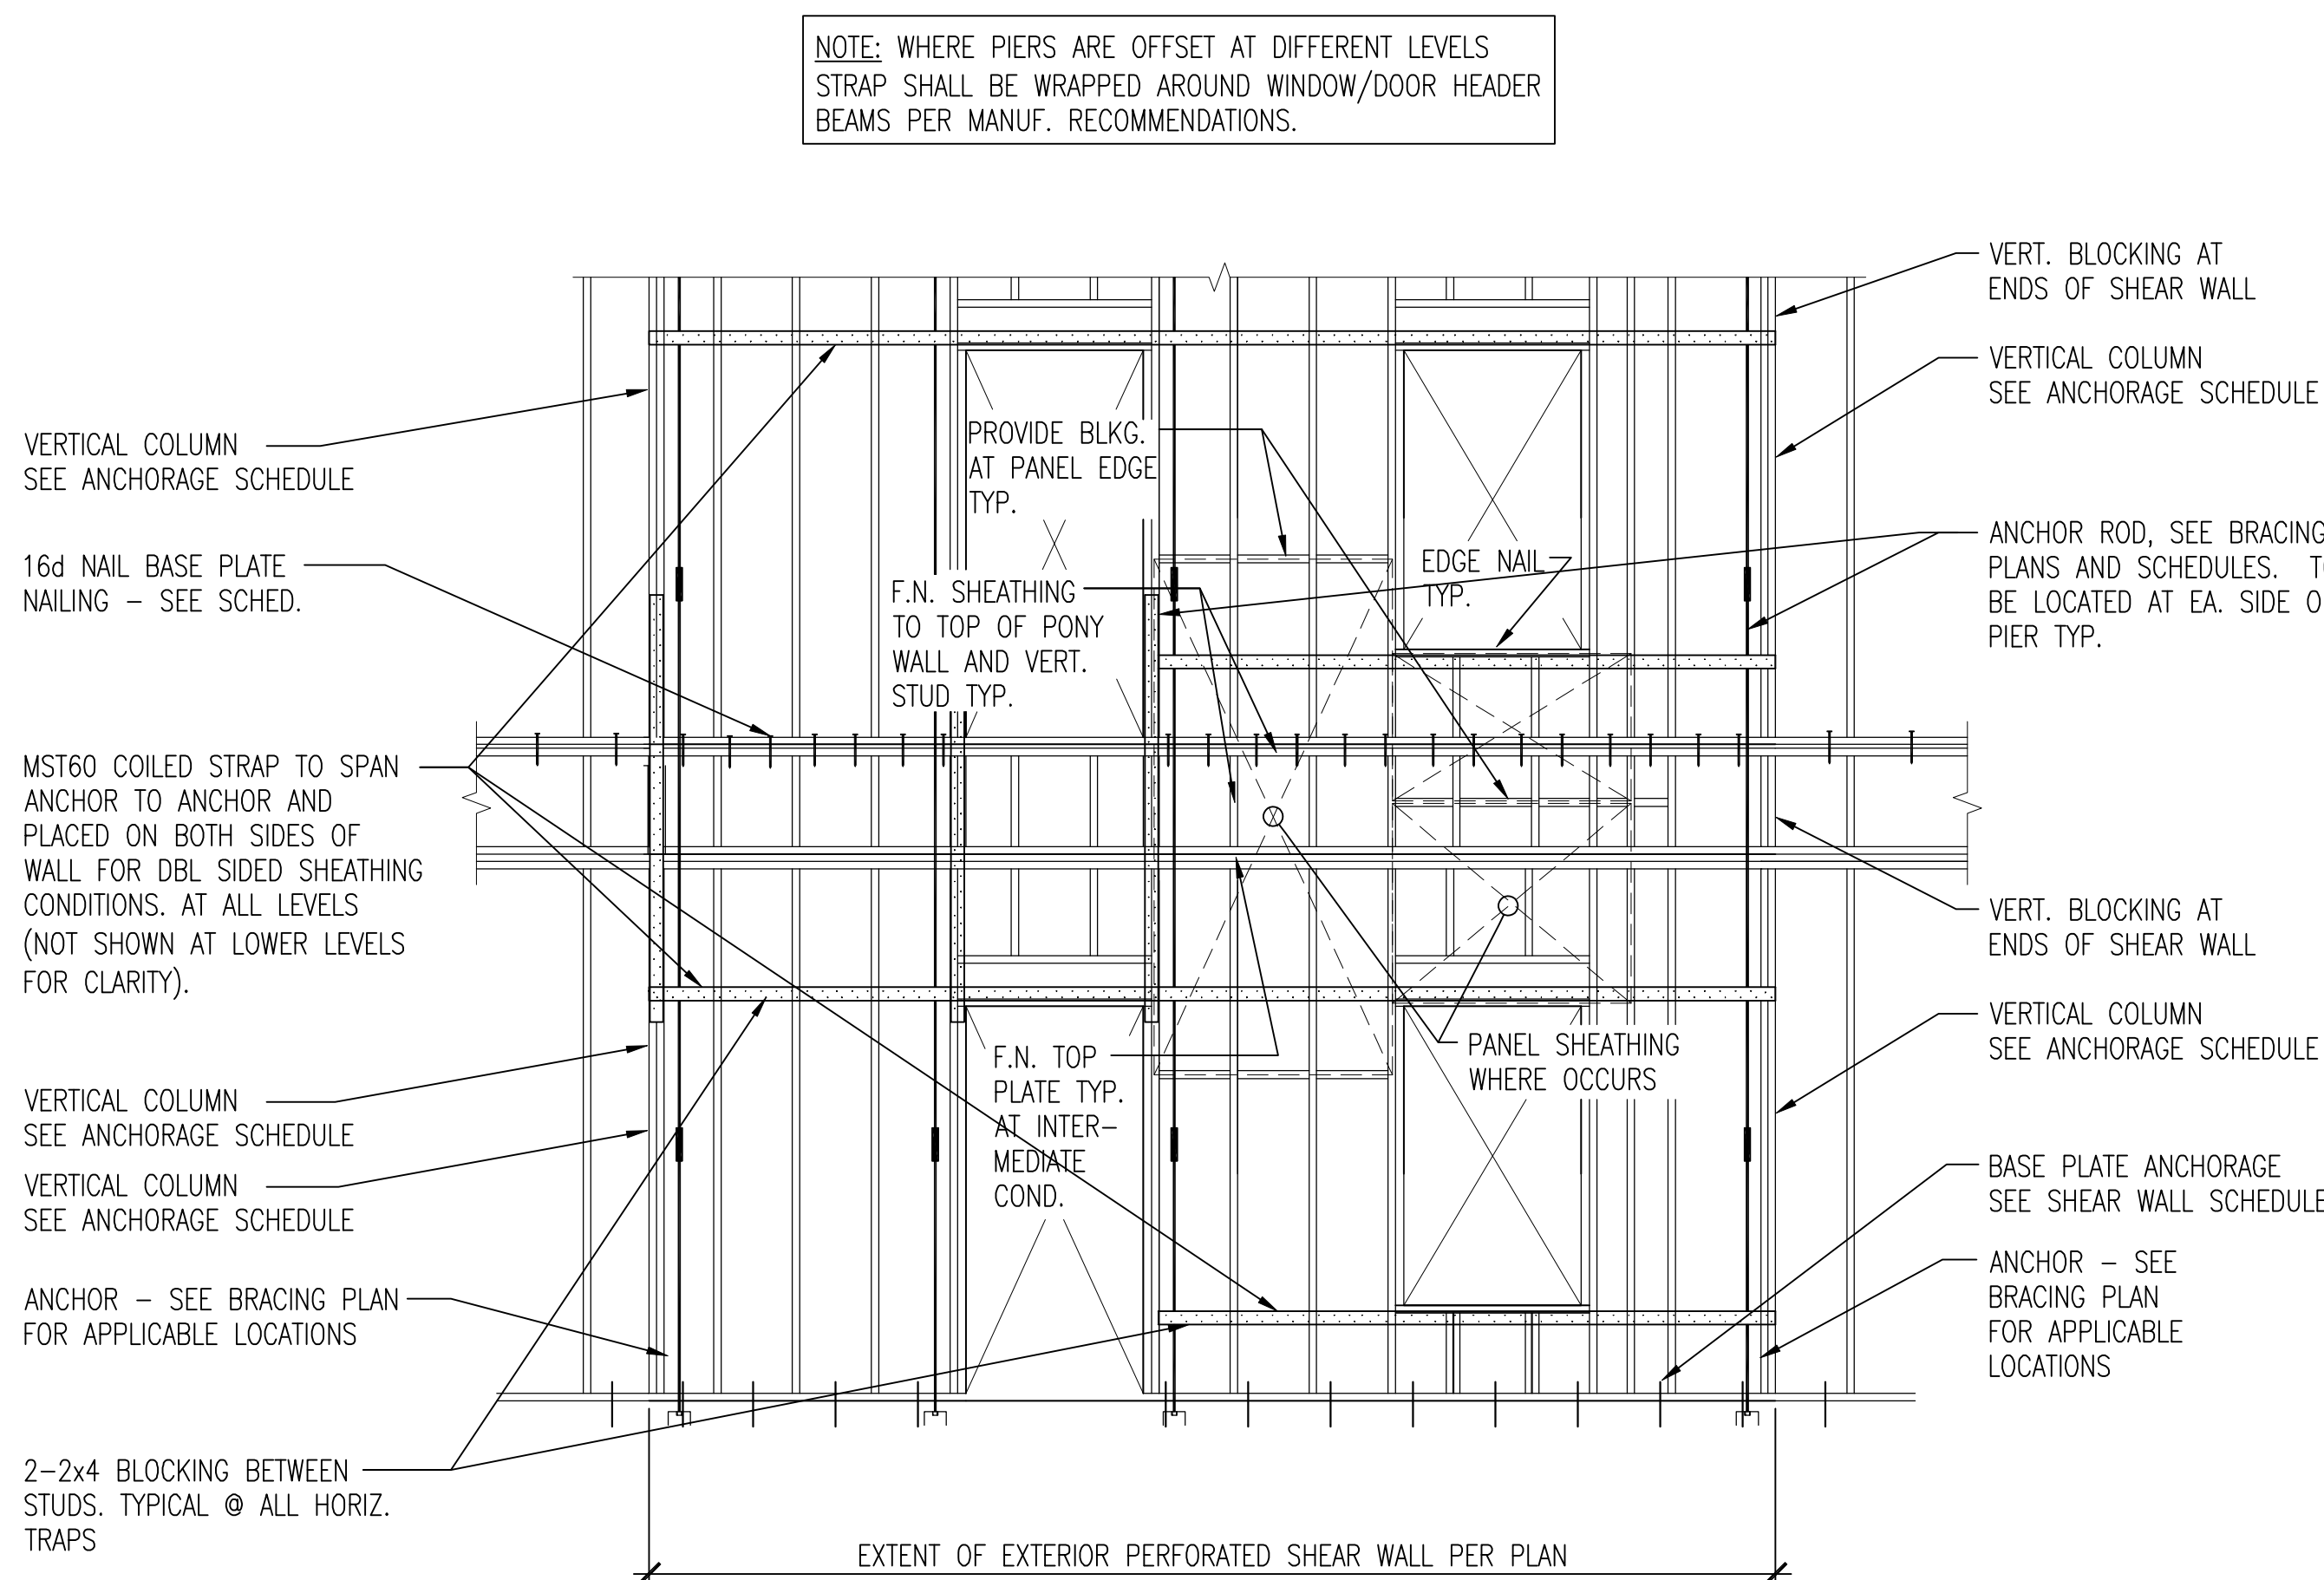 NOTE: WHERE PIERS ARE OFFSET AT DIFFERENT LEVELS
STRAP SHALL BE WRAPPED AROUND WINDOW/DOOR HEADER
BEAMS PER MANUF. RECOMMENDATIONS.
VERTICAL COLUMN
SEE ANCHORAGE SCHEDULE
16d NAIL BASE PLATE
NAILING – SEE SCHED.
MST60 COILED STRAP TO SPAN
ANCHOR TO ANCHOR AND
PLACED ON BOTH SIDES OF
WALL FOR DBL SIDED SHEATHING
CONDITIONS. AT ALL LEVELS
(NOT SHOWN AT LOWER LEVELS
FOR CLARITY).
VERTICAL COLUMN
SEE ANCHORAGE SCHEDULE
VERTICAL COLUMN
SEE ANCHORAGE SCHEDULE
ANCHOR – SEE BRACING PLAN
FOR APPLICABLE LOCATIONS
2–2x4 BLOCKING BETWEEN
STUDS. TYPICAL @ ALL HORIZ.
TRAPS
PROVIDE BLKG.
AT PANEL EDGE
TYP.
F.N. SHEATHING
TO TOP OF PONY
WALL AND VERT.
STUD TYP.
EDGE NAIL
TYP.
F.N. TOP
PLATE TYP.
AT INTER–
MEDIATE
COND.
PANEL SHEATHING
WHERE OCCURS
VERT. BLOCKING AT
ENDS OF SHEAR WALL
VERTICAL COLUMN
SEE ANCHORAGE SCHEDULE
ANCHOR ROD, SEE BRACING
PLANS AND SCHEDULES.
BE LOCATED AT EA. SIDE
PIER TYP.
VERT. BLOCKING AT
ENDS OF SHEAR WALL
VERTICAL COLUMN
SEE ANCHORAGE SCHEDULE
BASE PLATE ANCHORAGE
SEE SHEAR WALL SCHEDULE
ANCHOR – SEE
BRACING PLAN
FOR APPLICABLE
LOCATIONS
EXTENT OF EXTERIOR PERFORATED SHEAR WALL PER PLAN